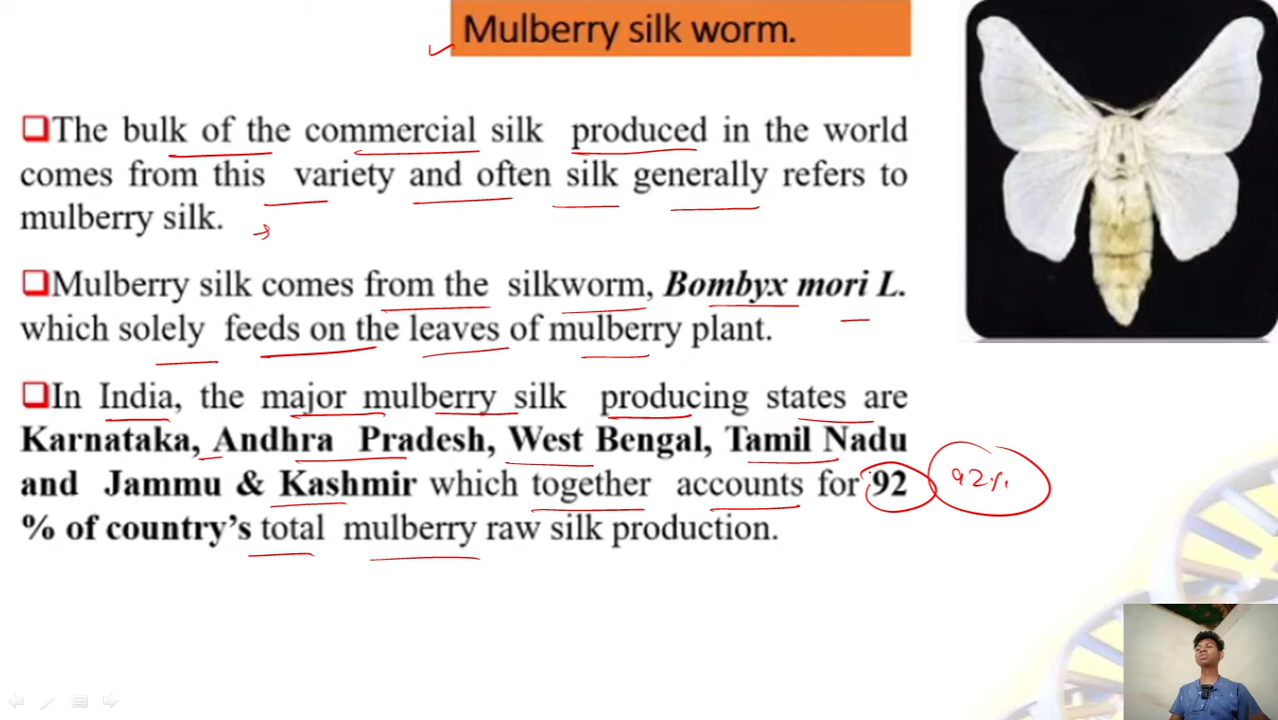 Mulberry silk worm.
The bulk of the commercial silk produced in the world
comes from this variety and often silk generally refers to
mulberry silk.
Mulberry silk comes from the silkworm, Bombyx mori L.
which solely feeds on the leaves of mulberry plant.
In India, the major mulberry silk producing states are
Karnataka, Andhra Pradesh, West Bengal, Tamil Nadu
and Jammu & Kashmir which together accounts for 92
92%
% of country's total mulberry raw silk production.